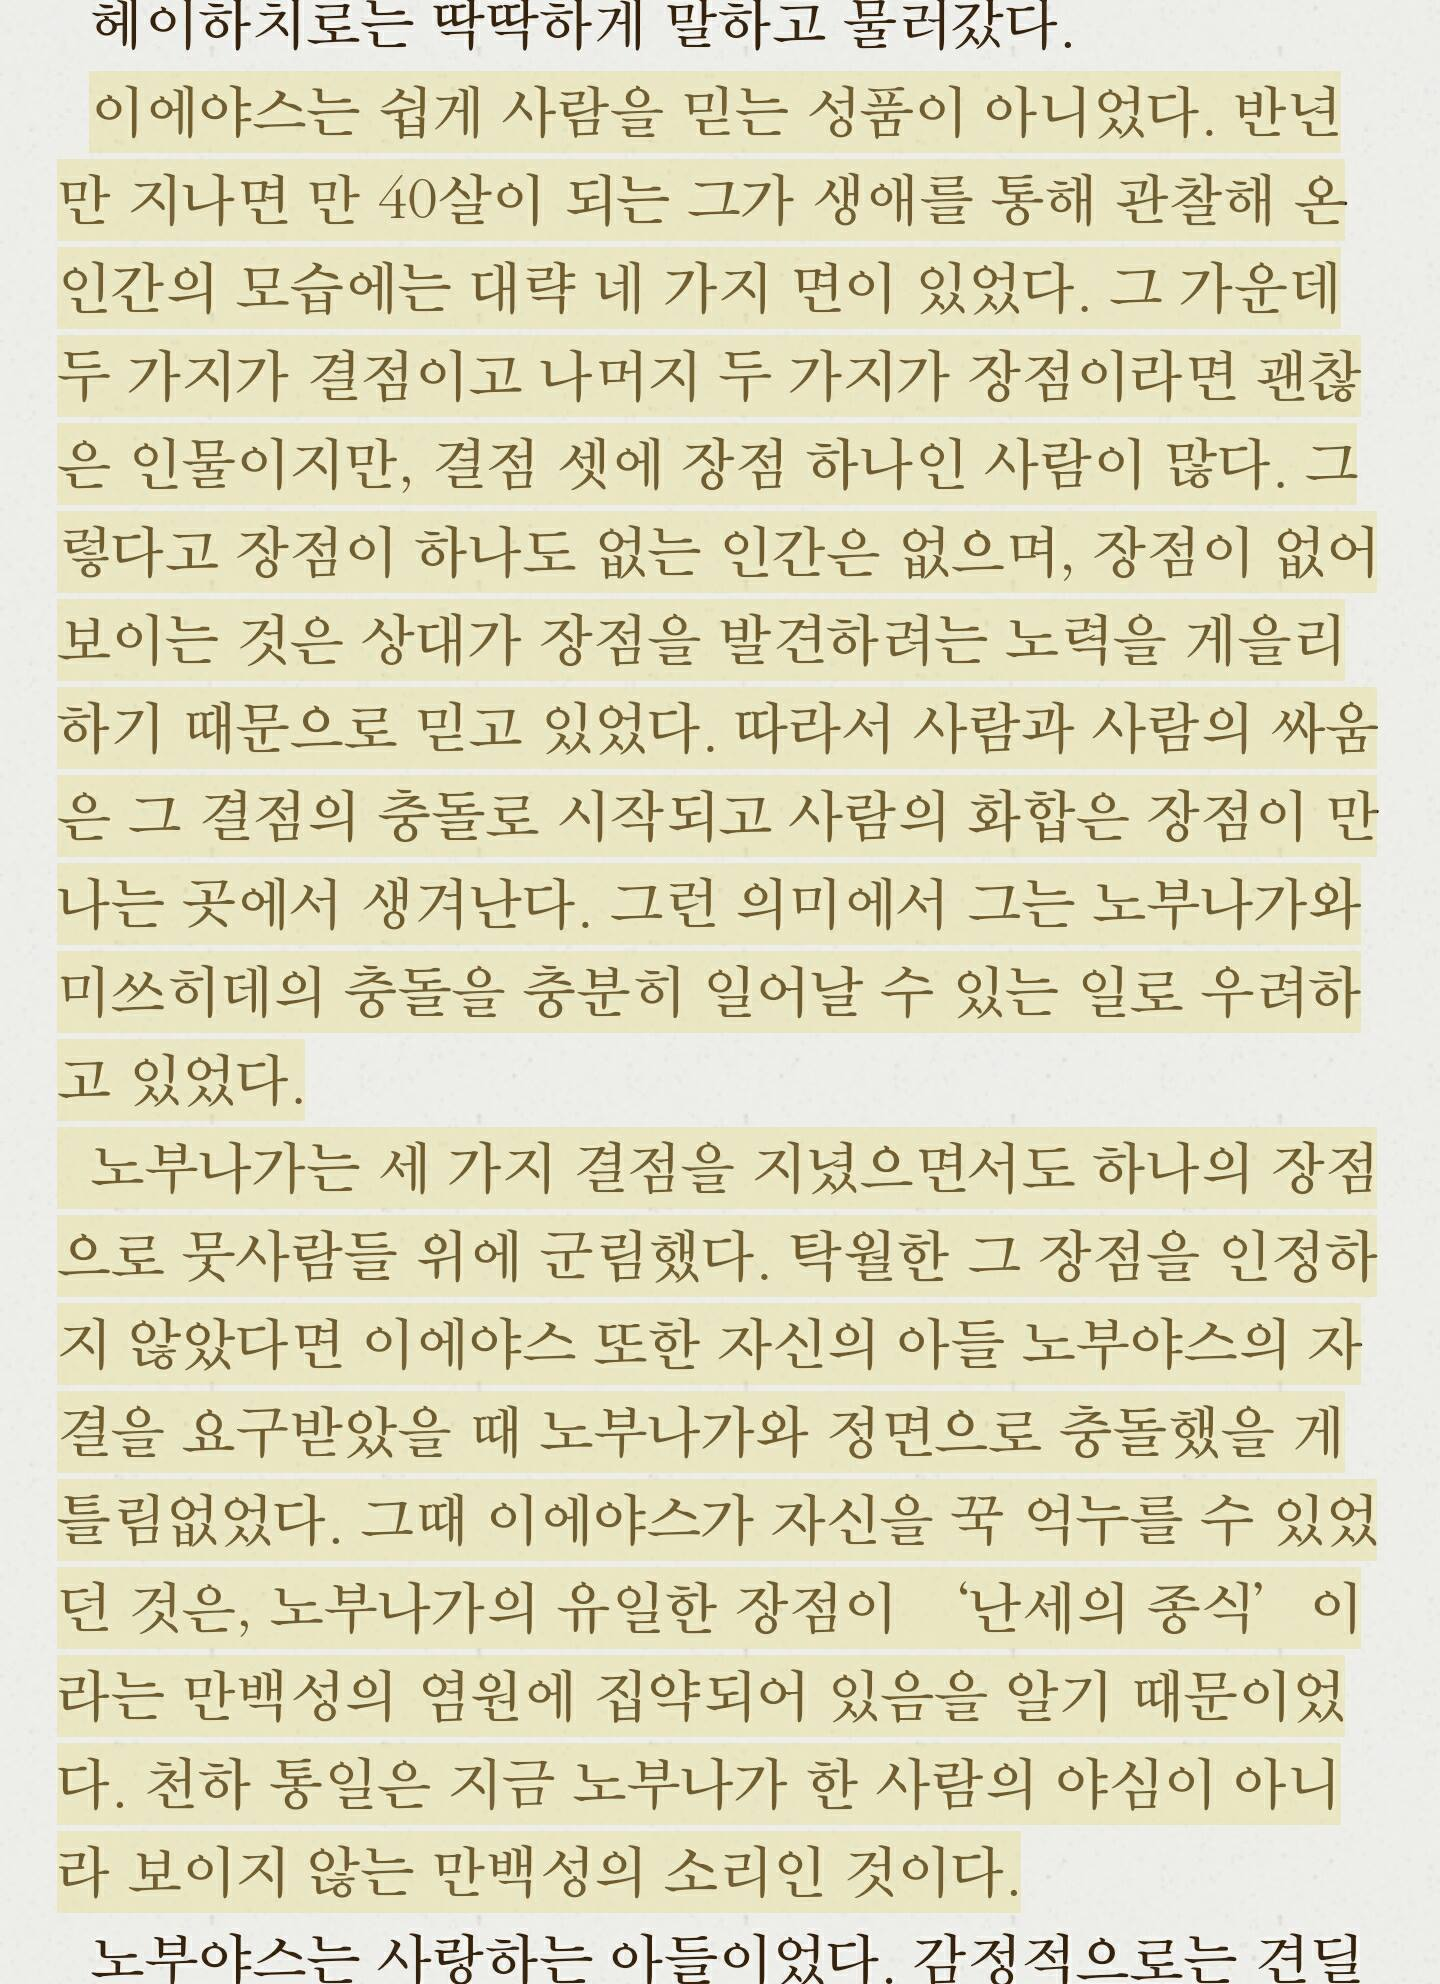 헤이하치로는 딱딱하게 말하고 물러갔다.
이에야스는 쉽게 사람을 믿는 성품이 아니었다. 반년
만 지나면 만 40살이 되는 그가 생애를 통해 관찰해 온
인간의 모습에는 대략 네 가지 면이 있었다. 그 가운데
두 가지가 결점이고 나머지 두 가지가 장점이라면 괜찮
은 인물이지만, 결점 셋에 장점 하나인 사람이 많다. 그
렇다고 장점이 하나도 없는 인간은 없으며, 장점이 없어
보이는 것은 상대가 장점을 발견하려는 노력을 게을리
하기 때문으로 믿고 있었다. 따라서 사람과 사람의 싸움
은 그 결점의 충돌로 시작되고 사람의 화합은 장점이 만
나는 곳에서 생겨난다. 그런 의미에서 그는 노부나가와
미쓰히데의 충돌을 충분히 일어날 수 있는 일로 우려하
고 있었다.
노부나가는 세 가지 결점을 지녔으면서도 하나의 장점
으로 뭇사람들 위에 군림했다. 탁월한 그 장점을 인정하
지 않았다면 이에야스 또한 자신의 아들 노부야스의 자
결을 요구받았을 때 노부나가와 정면으로 충돌했을 게
틀림없었다. 그때 이에야스가 자신을 꾹 억누를 수 있었
던 것은, 노부나가의 유일한 장점이 ‘난세의 종식’ 이
라는 만백성의 염원에 집약되어 있음을 알기 때문이었
다. 천하 통일은 지금 노부나가 한 사람의 야심이 아니
라 보이지 않는 만백성의 소리인 것이다.
노부야스는 사랑하는 아들이었다. 감정적으로는 견딜